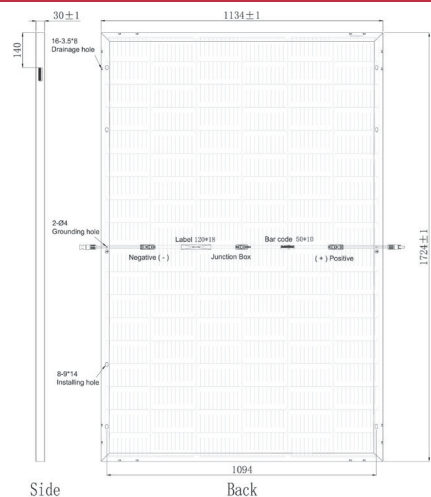 30±1
1134±1
140
16-3.5*8
Drainage hole
2-Ø4
Grounding hole
Label 120*18
Bar code 50*10
Negative ( - )
Junction Box
( + ) Positive
1724±1
8-9*14
Installing hole
1094
Side
Back